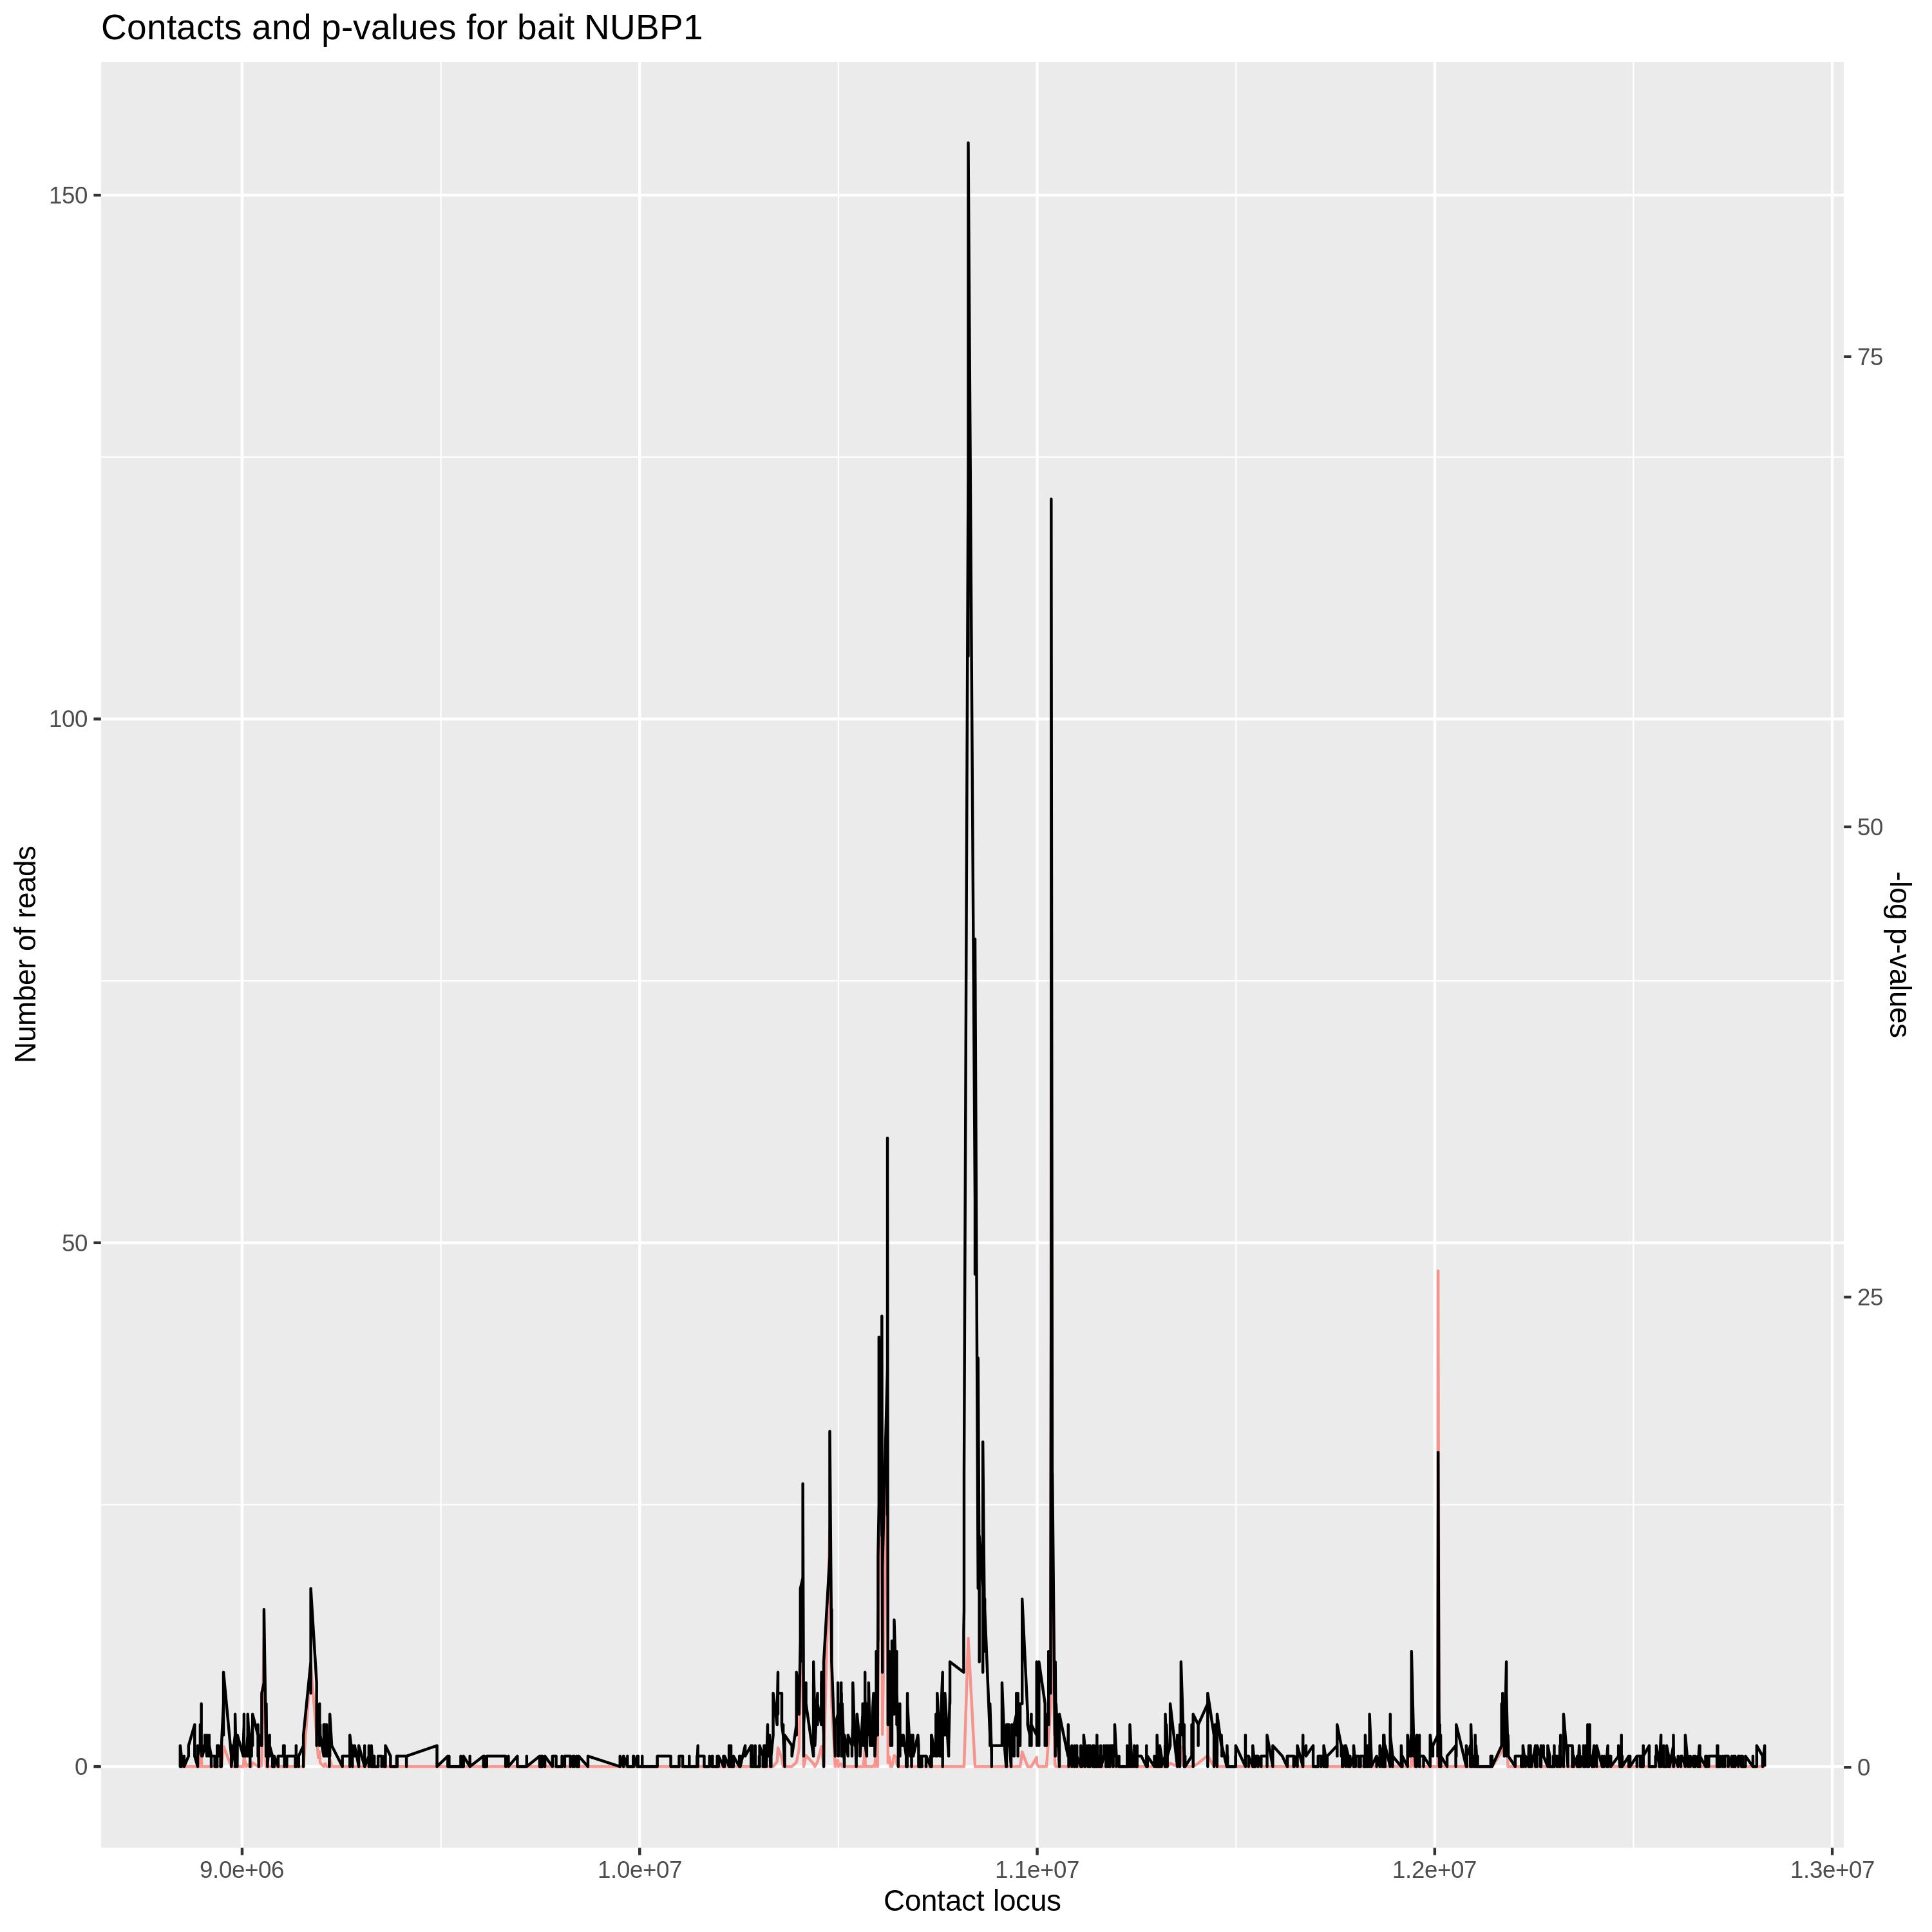 Contacts and p-values for bait NUBP1
150
100
50
0
Number of reads
75
50
25
0
-log p-values
9.0e+06
1.0e+07
1.1e+07
1.2e+07
1.3e+07
Contact locus